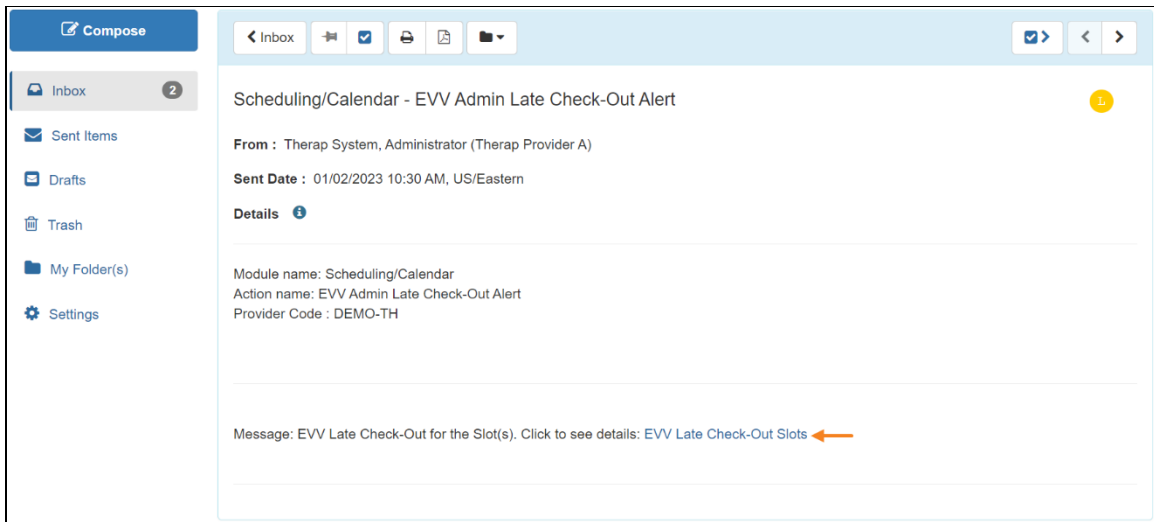 Compose
Inbox 2
Sent Items
Drafts
Trash
My Folder(s)
Settings
Inbox
Scheduling/Calendar - EVV Admin Late Check-Out Alert
L
From : Therap System, Administrator (Therap Provider A)
Sent Date : 01/02/2023 10:30 AM, US/Eastern
Details
Module name: Scheduling/Calendar
Action name: EVV Admin Late Check-Out Alert
Provider Code : DEMO-TH
Message: EVV Late Check-Out for the Slot(s). Click to see details: EVV Late Check-Out Slots